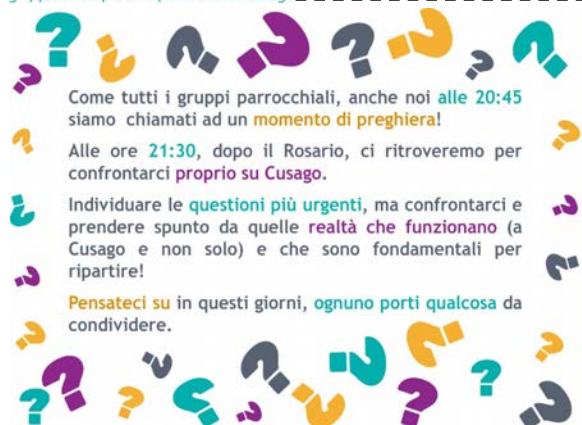 Come tutti i gruppi parrocchiali, anche noi alle 20:45
siamo chiamati ad un momento di preghiera!
Alle ore 21:30, dopo il Rosario, ci ritroveremo per
confrontarci proprio su Cusago.
Individuare le questioni più urgenti, ma confrontarci e
prendere spunto da quelle realtà che funzionano (a
Cusago e non solo) e che sono fondamentali per
ripartire!
Pensateci su in questi giorni, ognuno porti qualcosa da
condividere.